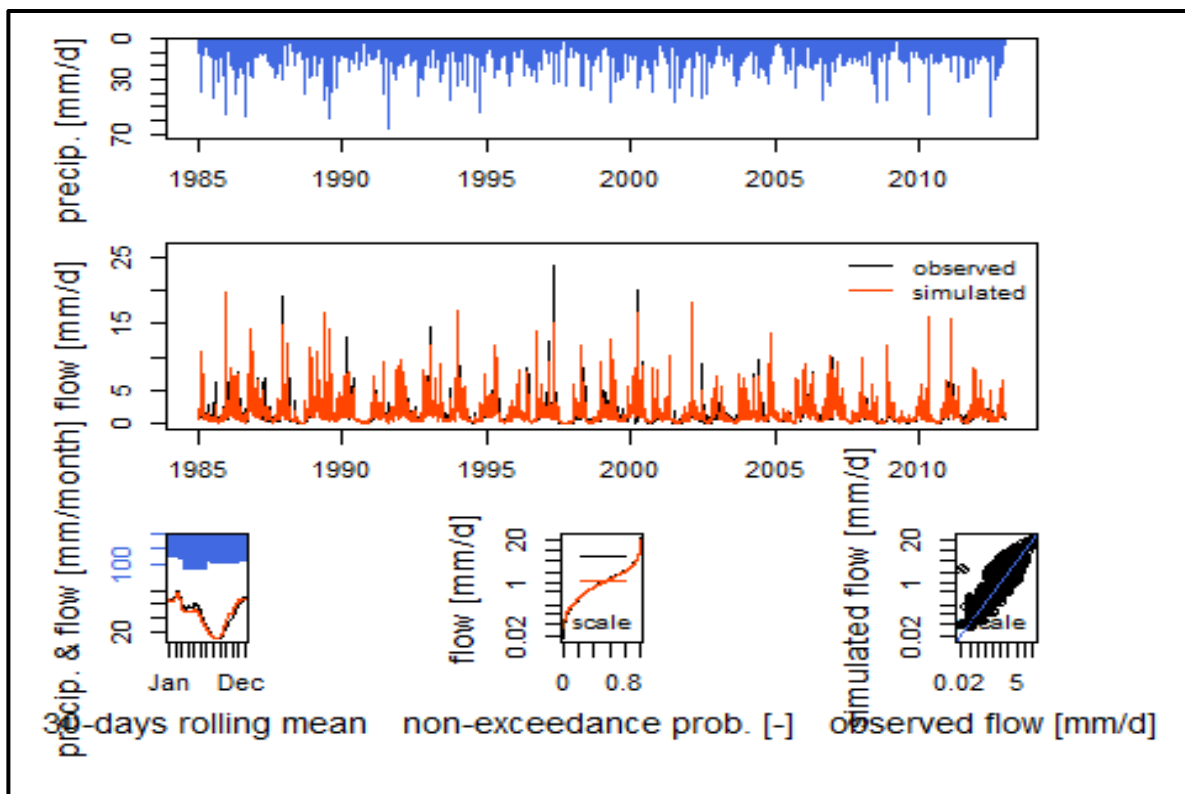 precip. [mm/d]
0
30
70
1985 1990 1995 2000 2005 2010
flow [mm/d]
25
15
5
0
observed
simulated
1985 1990 1995 2000 2005 2010
precip. & flow [mm/month]
100
20
Jan Dec
30-days rolling mean
flow [mm/d]
20
1
0.02
scale
0 0.8
non-exceedance prob. [-]
simulated flow [mm/d]
20
1
0.02
0.02 5
observed flow [mm/d]